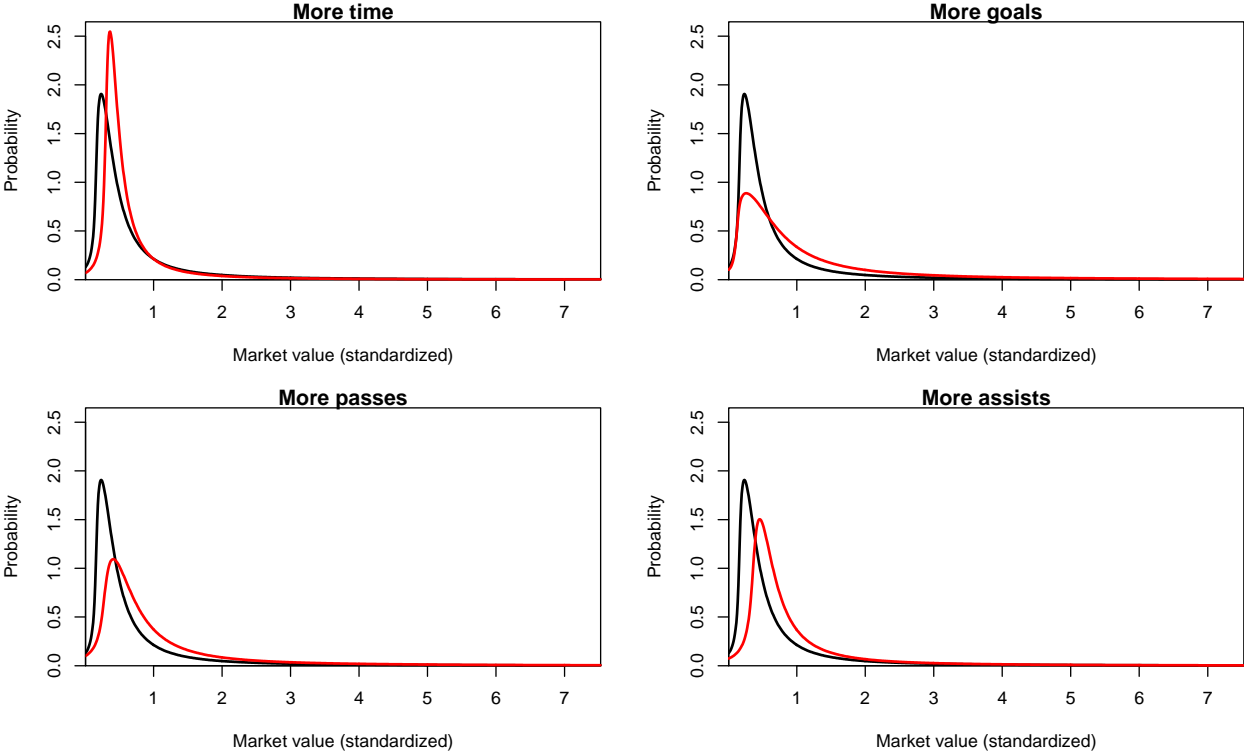 More time
Probability
0.0 0.5 1.0 1.5 2.0 2.5
1 2 3 4 5 6 7
Market value (standardized)
More goals
Probability
0.0 0.5 1.0 1.5 2.0 2.5
1 2 3 4 5 6 7
Market value (standardized)
More passes
Probability
0.0 0.5 1.0 1.5 2.0 2.5
1 2 3 4 5 6 7
Market value (standardized)
More assists
Probability
0.0 0.5 1.0 1.5 2.0 2.5
1 2 3 4 5 6 7
Market value (standardized)